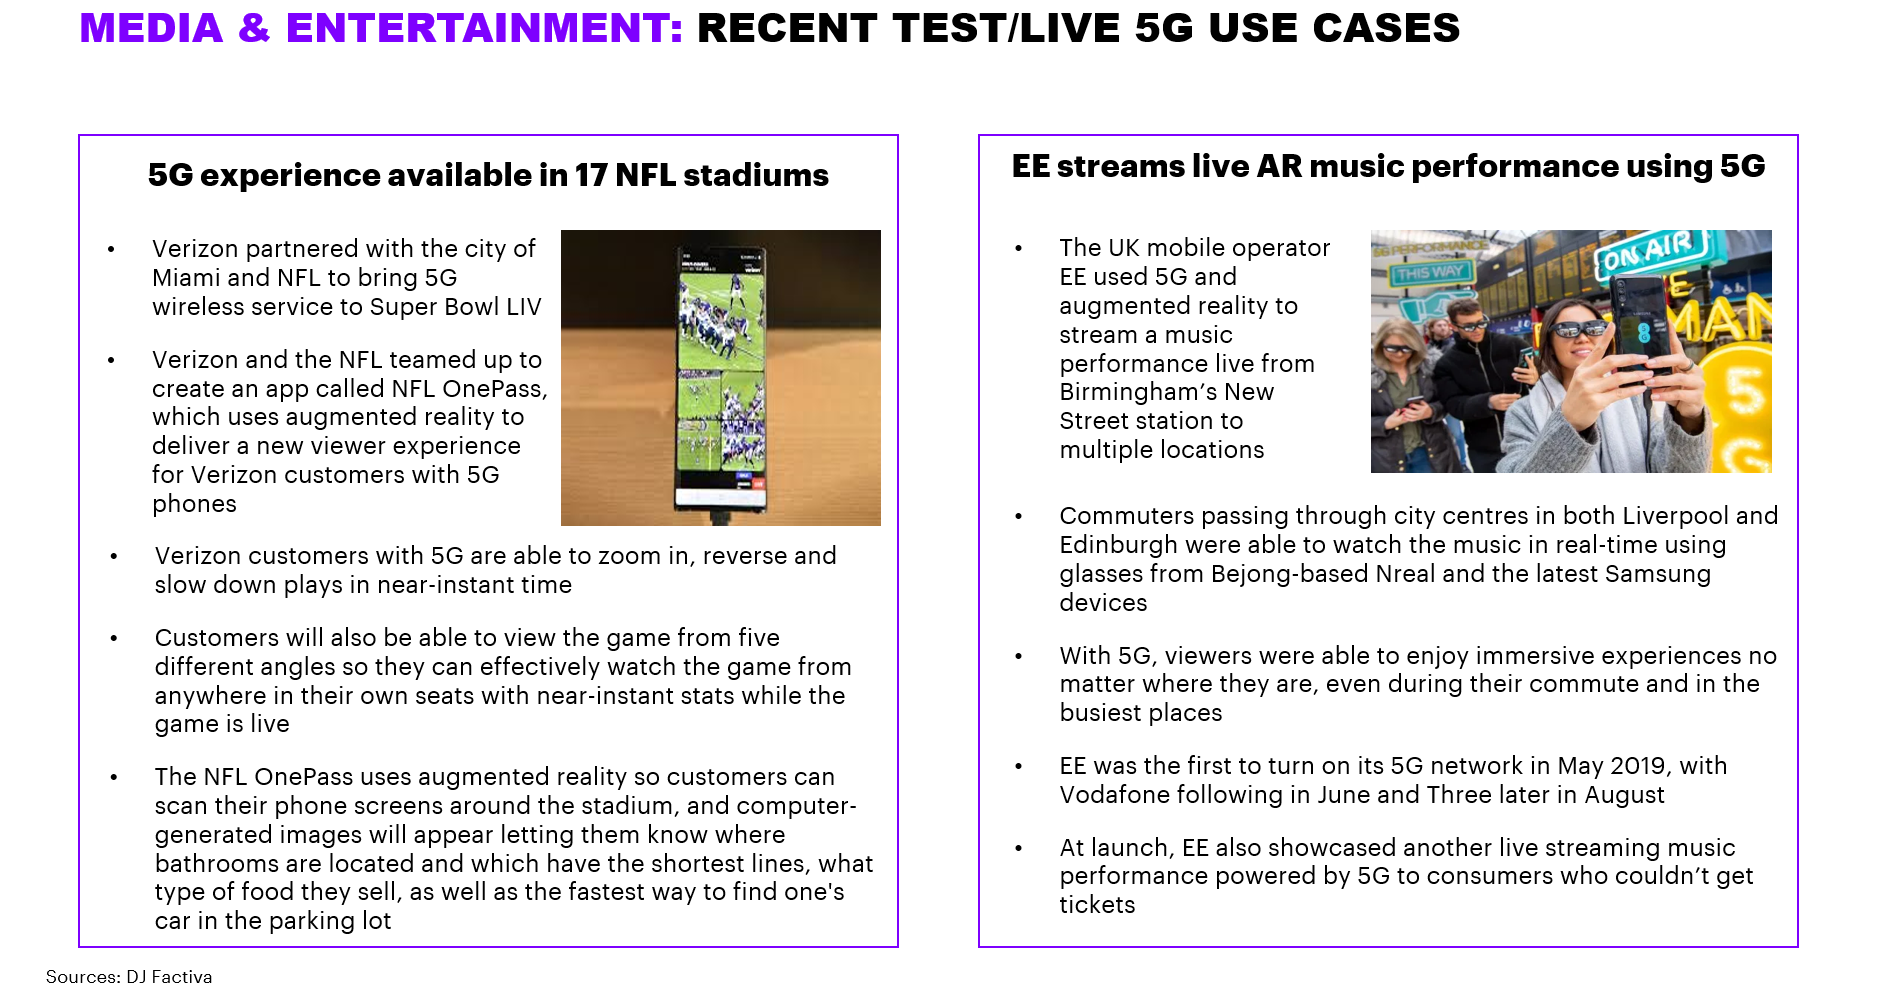 MEDIA & ENTERTAINMENT: RECENT TEST/LIVE 5G USE CASES
5G experience available in 17 NFL stadiums
• Verizon partnered with the city of
Miami and NFL to bring 5G
wireless service to Super Bowl LIV
• Verizon and the NFL teamed up to
create an app called NFL OnePass,
which uses augmented reality to
deliver a new viewer experience
for Verizon customers with 5G
phones
• Verizon customers with 5G are able to zoom in, reverse and
slow down plays in near-instant time
• Customers will also be able to view the game from five
different angles so they can effectively watch the game from
anywhere in their own seats with near-instant stats while the
game is live
• The NFL OnePass uses augmented reality so customers can
scan their phone screens around the stadium, and computer-
generated images will appear letting them know where
bathrooms are located and which have the shortest lines, what
type of food they sell, as well as the fastest way to find one's
car in the parking lot
EE streams live AR music performance using 5G
• The UK mobile operator
EE used 5G and
augmented reality to
stream a music
performance live from
Birmingham’s New
Street station to
multiple locations
PERFORMANCE
THIS WAY
ON AIR
5G
• Commuters passing through city centres in both Liverpool and
Edinburgh were able to watch the music in real-time using
glasses from Bejong-based Nreal and the latest Samsung
devices
• With 5G, viewers were able to enjoy immersive experiences no
matter where they are, even during their commute and in the
busiest places
• EE was the first to turn on its 5G network in May 2019, with
Vodafone following in June and Three later in August
• At launch, EE also showcased another live streaming music
performance powered by 5G to consumers who couldn’t get
tickets
Sources: DJ Factiva